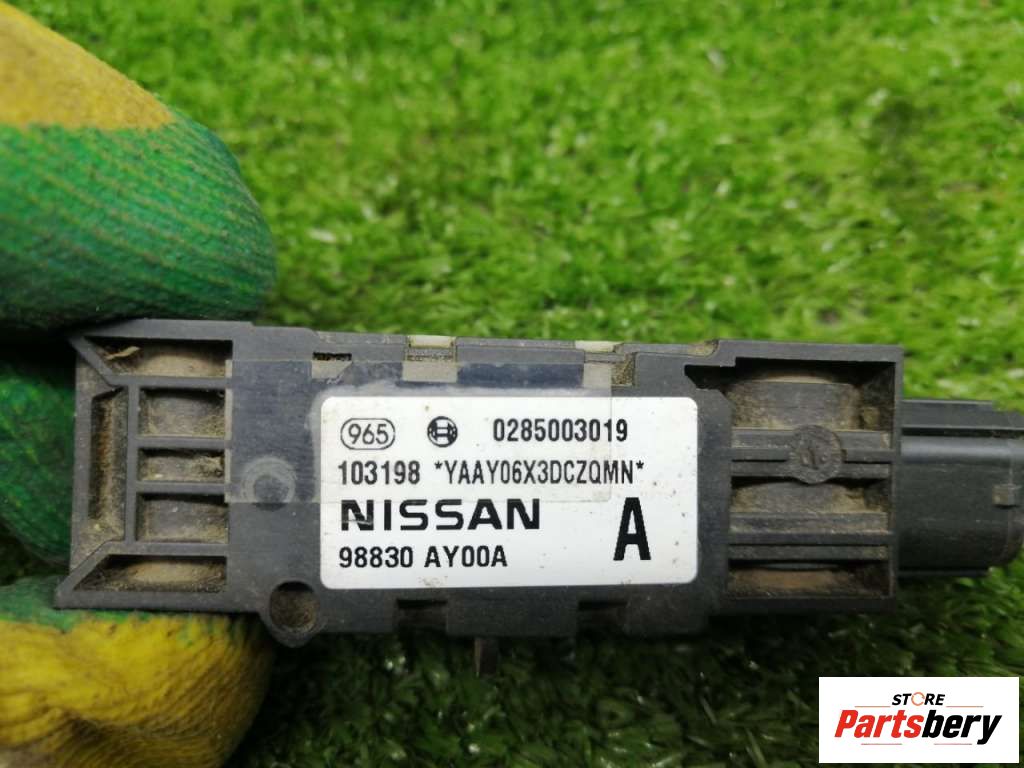 965 0285003019
103198 *YAAY06X3DCZQMN*
NISSAN A
98830 AY00A
STORE
Partsbery